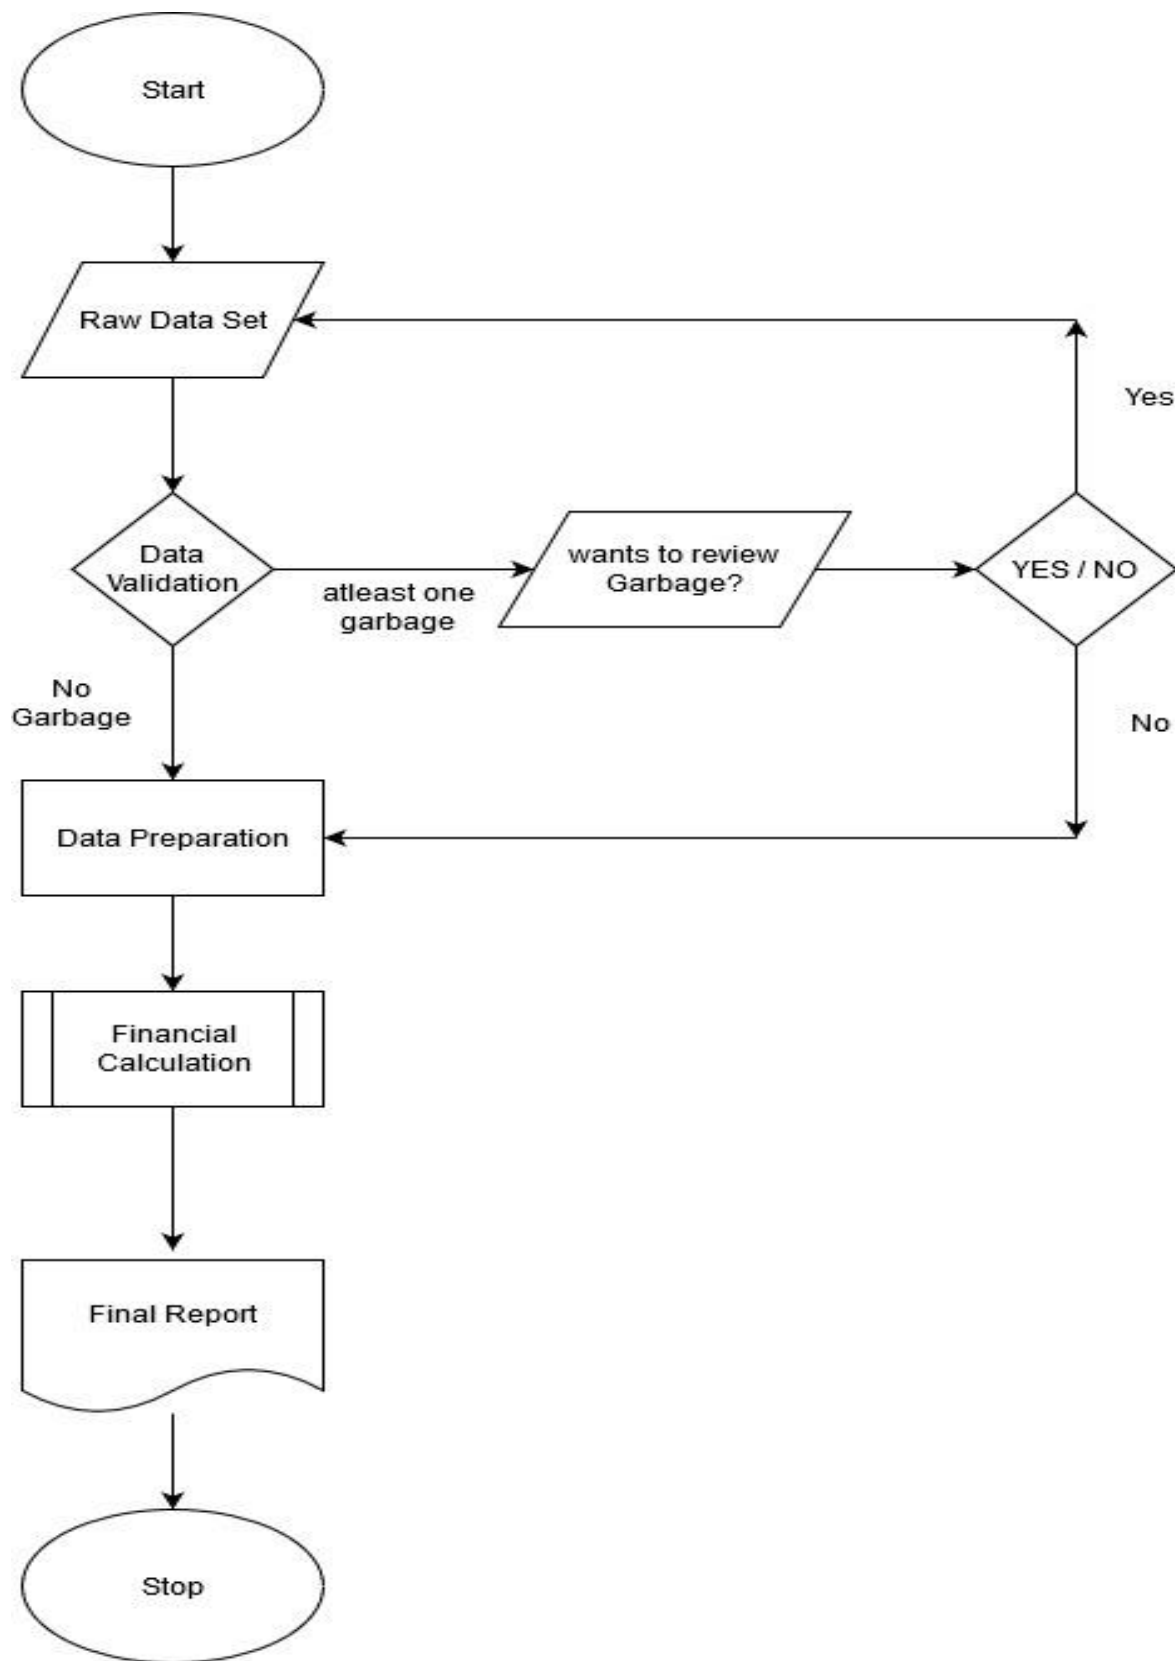 Start
Raw Data Set
Yes
Data
Validation
atleast one
garbage
wants to review
Garbage?
YES / NO
No
Garbage
No
Data Preparation
Financial
Calculation
Final Report
Stop